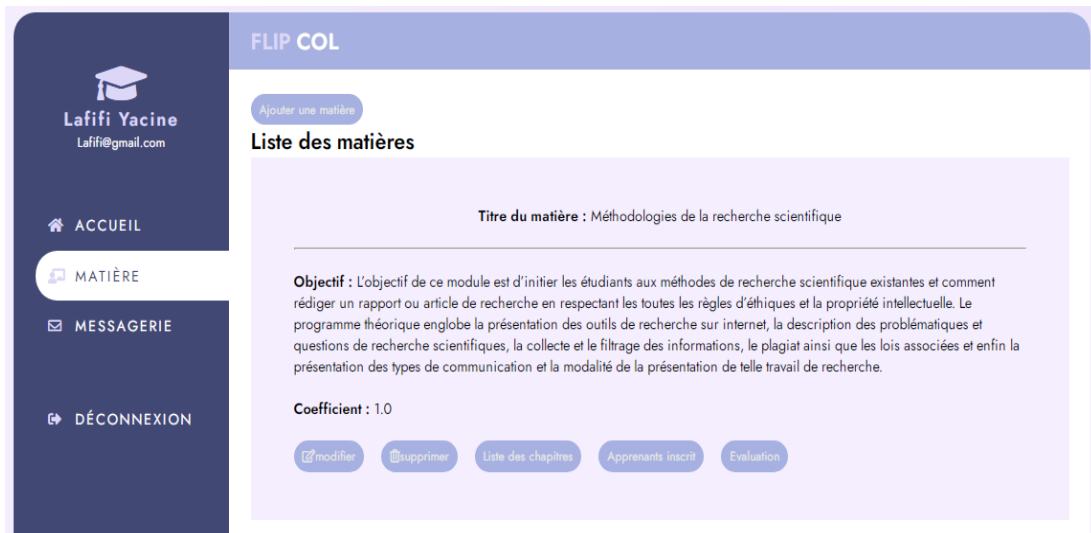 FLIP COL
Lafifi Yacine
Lafifi@gmail.com
ACCUEIL
MATIÈRE
MESSAGERIE
DÉCONNEXION
Ajouter une matière
Liste des matières
Titre du matière : Méthodologies de la recherche scientifique
Objectif : L'objectif de ce module est d'initier les étudiants aux méthodes de recherche scientifique existantes et comment
rédiger un rapport ou article de recherche en respectant les toutes les règles d'éthiques et la propriété intellectuelle. Le
programme théorique englobe la présentation des outils de recherche sur internet, la description des problématiques et
questions de recherche scientifiques, la collecte et le filtrage des informations, le plagiat ainsi que les lois associées et enfin la
présentation des types de communication et la modalité de la présentation de telle travail de recherche.
Coefficient : 1.0
modifier supprimer Liste des chapitres Apprenants inscrit Evaluation